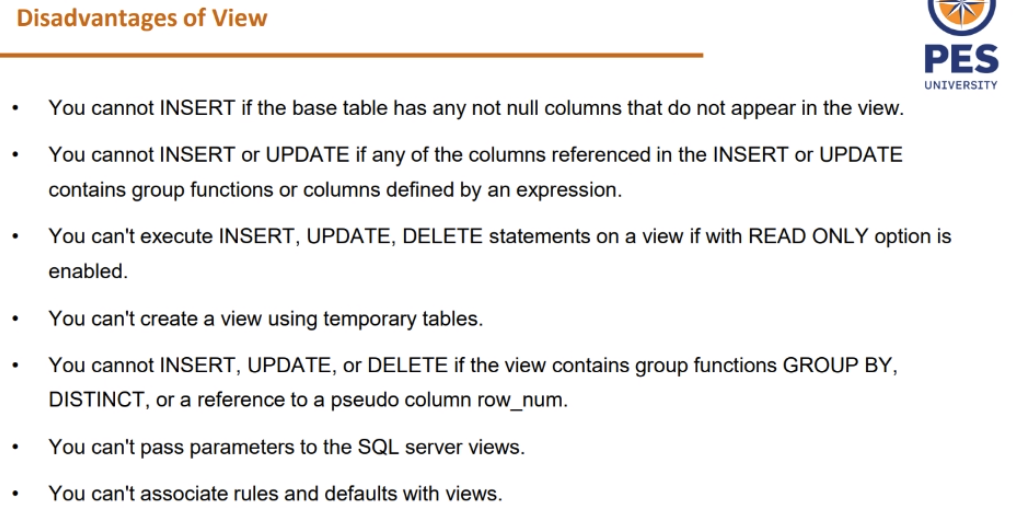 Disadvantages of View
PES
UNIVERSITY
• You cannot INSERT if the base table has any not null columns that do not appear in the view.
• You cannot INSERT or UPDATE if any of the columns referenced in the INSERT or UPDATE
contains group functions or columns defined by an expression.
• You can't execute INSERT, UPDATE, DELETE statements on a view if with READ ONLY option is
enabled.
• You can't create a view using temporary tables.
• You cannot INSERT, UPDATE, or DELETE if the view contains group functions GROUP BY,
DISTINCT, or a reference to a pseudo column row_num.
• You can't pass parameters to the SQL server views.
• You can't associate rules and defaults with views.